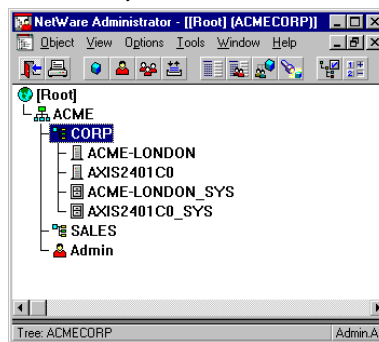 NetWare Administrator - [[Root] (ACMECORP)]
Object View Options Tools Window Help
[Root]
ACME
CORP
ACME-LONDON
AXIS2401C0
ACME-LONDON_SYS
AXIS2401C0_SYS
SALES
Admin
Tree: ACMECORP Admin.A